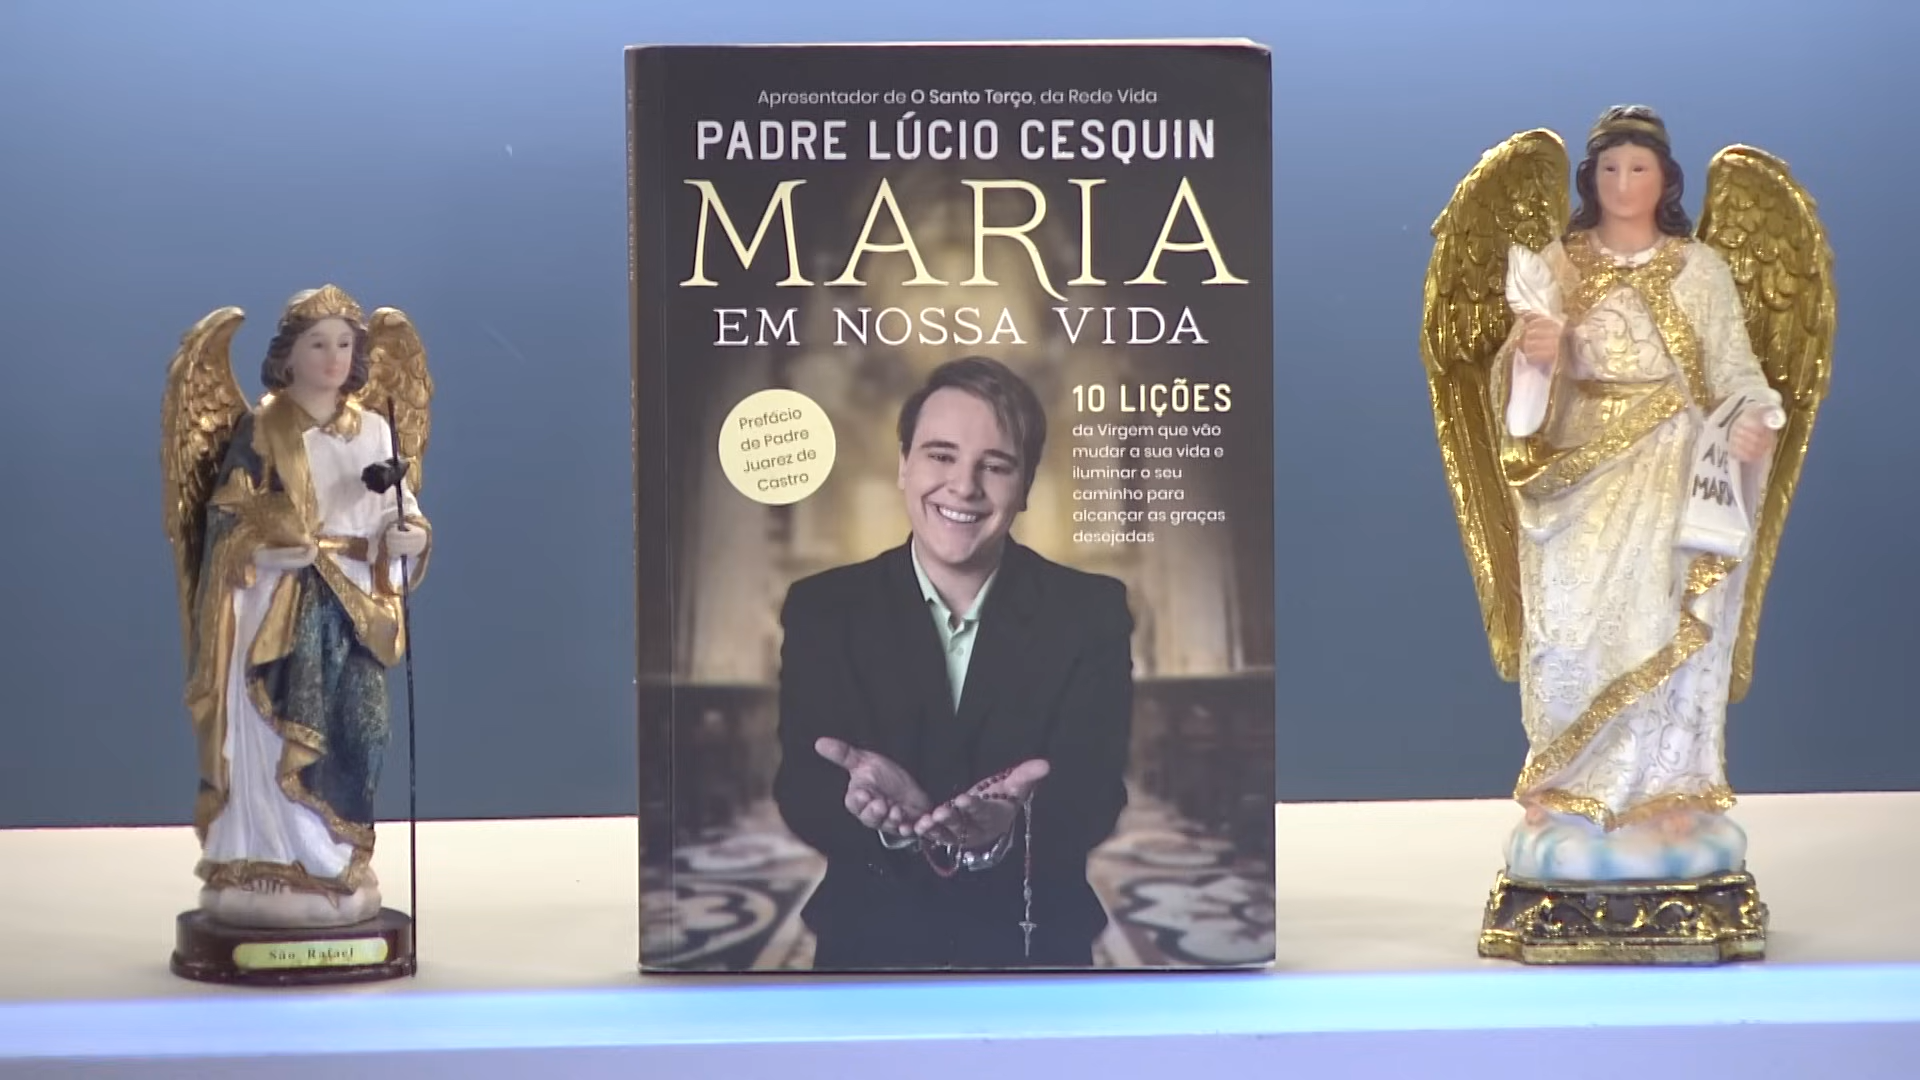 Apresentador de O Santo Terço, da Rede Vida
PADRE LÚCIO CESQUIN
MARIA
EM NOSSA VIDA
Prefácio
de Padre
Juarez de
Castro
10 LIÇÕES
da Virgem que vão
mudar a sua vida e
iluminar o seu
caminho para
alcançar as graças
desejadas
São Rafael
AVE
MARIA